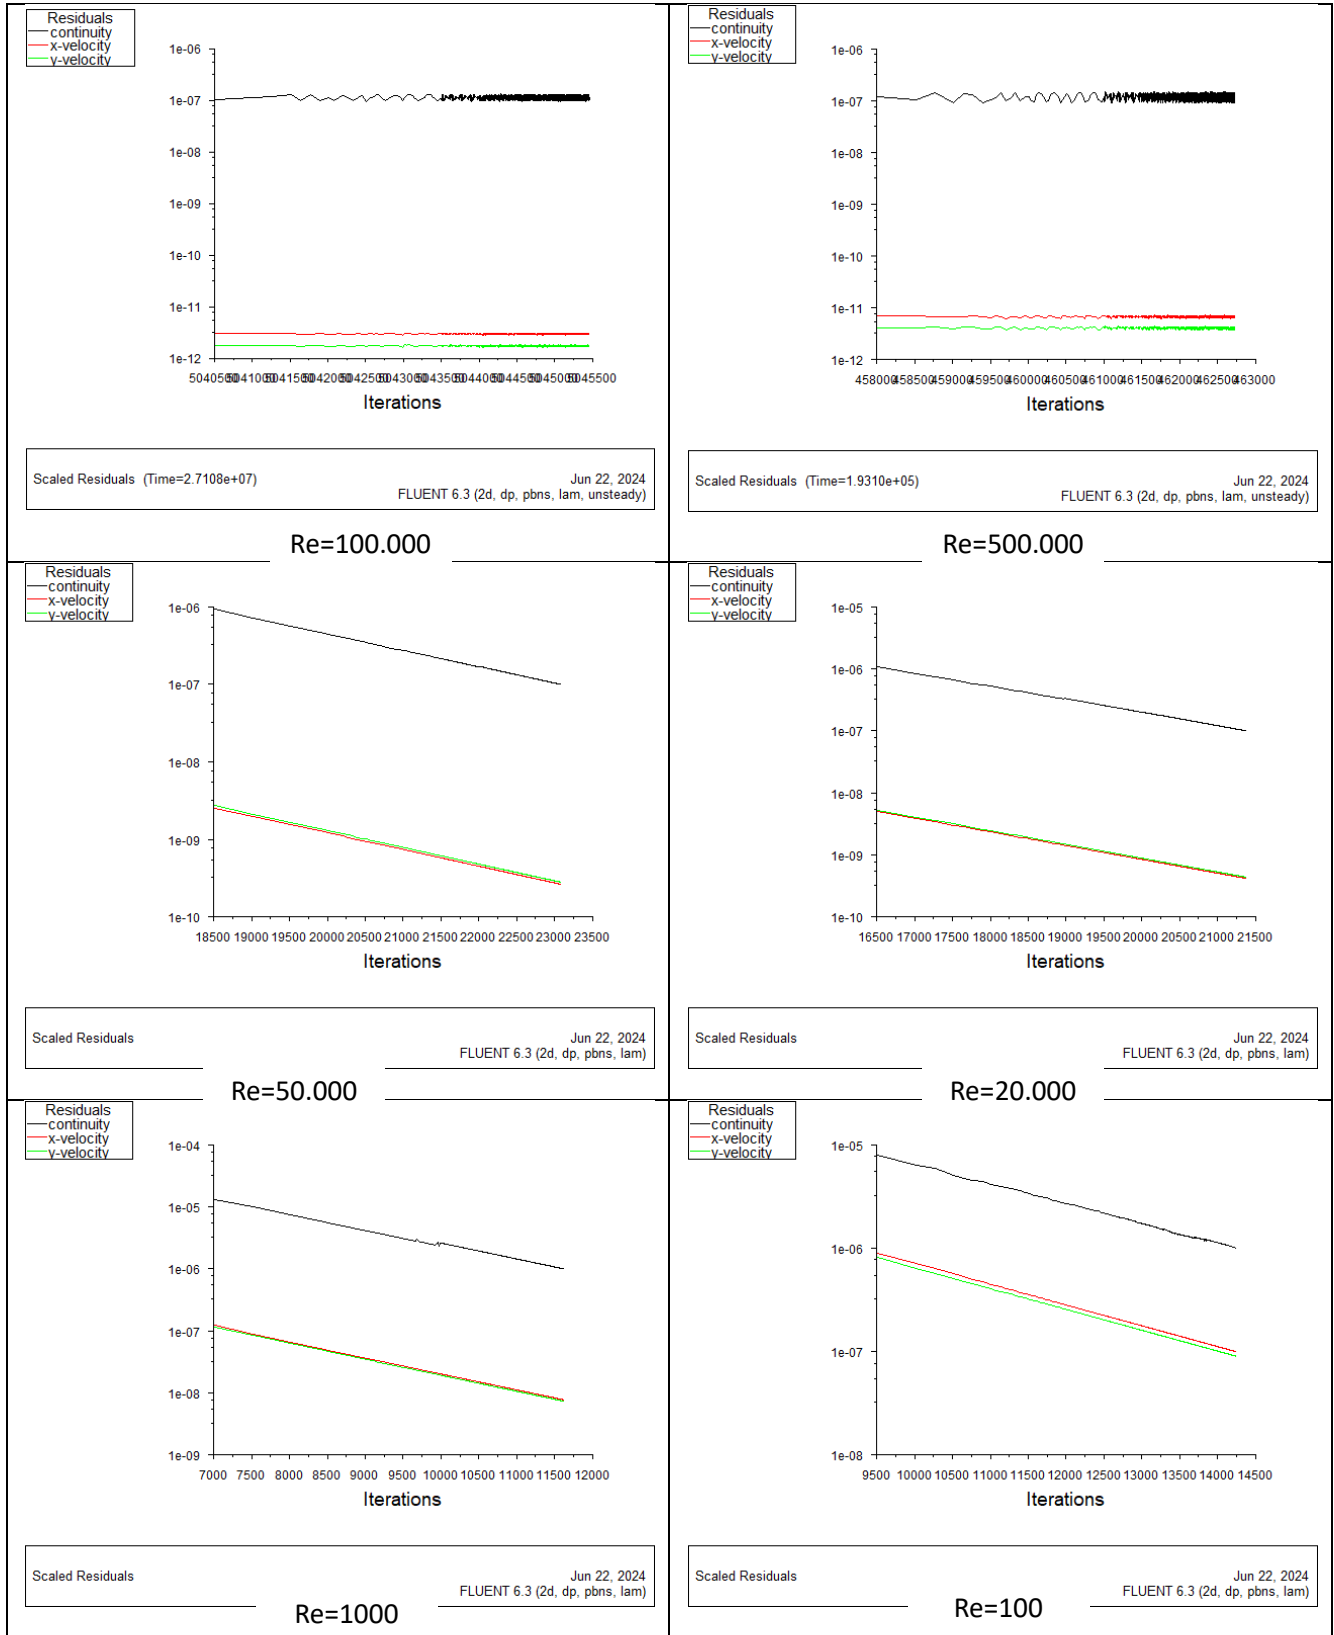 Residuals
continuity
x-velocity
y-velocity
1e-06
1e-07
1e-08
1e-09
1e-10
1e-11
1e-12
5040500 5041000 5041500 5042000 5042500 5043000 5043500 5044000 5044500 5045000 5045500
Iterations
Scaled Residuals (Time=2.7108e+07)
Jun 22, 2024
FLUENT 6.3 (2d, dp, pbns, lam, unsteady)
Re=100.000
Residuals
continuity
x-velocity
y-velocity
1e-06
1e-07
1e-08
1e-09
1e-10
1e-11
1e-12
458000 458500 459000 459500 460000 460500 461000 461500 462000 462500 463000
Iterations
Scaled Residuals (Time=1.9310e+05)
Jun 22, 2024
FLUENT 6.3 (2d, dp, pbns, lam, unsteady)
Re=500.000
Residuals
continuity
x-velocity
y-velocity
1e-06
1e-07
1e-08
1e-09
1e-10
18500 19000 19500 20000 20500 21000 21500 22000 22500 23000 23500
Iterations
Scaled Residuals
Jun 22, 2024
FLUENT 6.3 (2d, dp, pbns, lam)
Re=50.000
Residuals
continuity
x-velocity
y-velocity
1e-05
1e-06
1e-07
1e-08
1e-09
1e-10
16500 17000 17500 18000 18500 19000 19500 20000 20500 21000 21500
Iterations
Scaled Residuals
Jun 22, 2024
FLUENT 6.3 (2d, dp, pbns, lam)
Re=20.000
Residuals
continuity
x-velocity
y-velocity
1e-04
1e-05
1e-06
1e-07
1e-08
1e-09
7000 7500 8000 8500 9000 9500 10000 10500 11000 11500 12000
Iterations
Scaled Residuals
Jun 22, 2024
FLUENT 6.3 (2d, dp, pbns, lam)
Re=1000
Residuals
continuity
x-velocity
y-velocity
1e-05
1e-06
1e-07
1e-08
9500 10000 10500 11000 11500 12000 12500 13000 13500 14000 14500
Iterations
Scaled Residuals
Jun 22, 2024
FLUENT 6.3 (2d, dp, pbns, lam)
Re=100